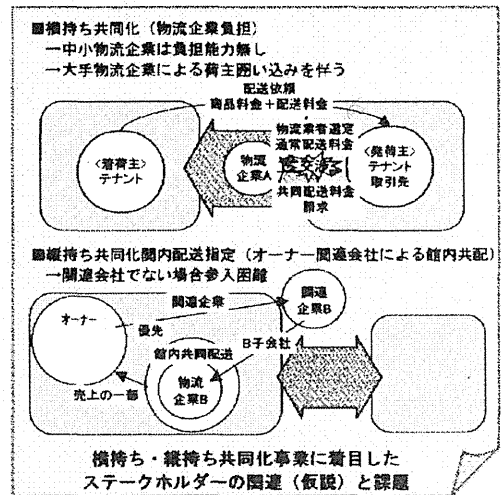 ■横持ち共同化（物流企業負担）
→中小物流企業は負担能力無し
→大手物流企業による荷主囲い込みを伴う
配送依頼
商品料金＋配送料金
物流業者選定
通常配送料金
〈着荷主〉
テナント
物流
企業A
〈発荷主〉
テナント
取引先
共同配送料金
請求
■縦持ち共同化館内配送指定（オーナー関連会社による館内共配）
→関連会社でない場合参入困難
関連企業
関連
企業B
オーナー
優先
B子会社
館内共同配送
物流
企業B
売上の一部
横持ち・縦持ち共同化事業に着目した
ステークホルダーの関連（仮説）と課題